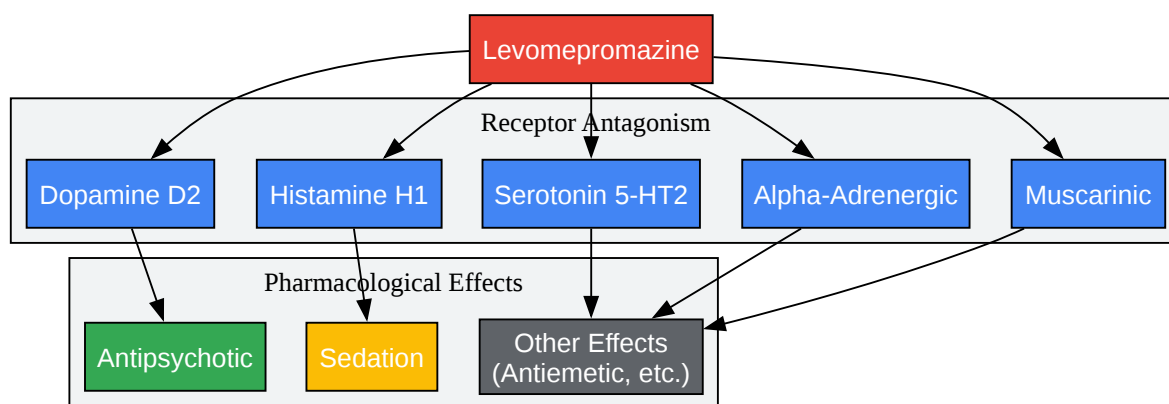 Levomepromazine
Receptor Antagonism
Dopamine D2
Histamine H1
Serotonin 5-HT2
Alpha-Adrenergic
Muscarinic
Pharmacological Effects
Antipsychotic
Sedation
Other Effects
(Antiemetic, etc.)